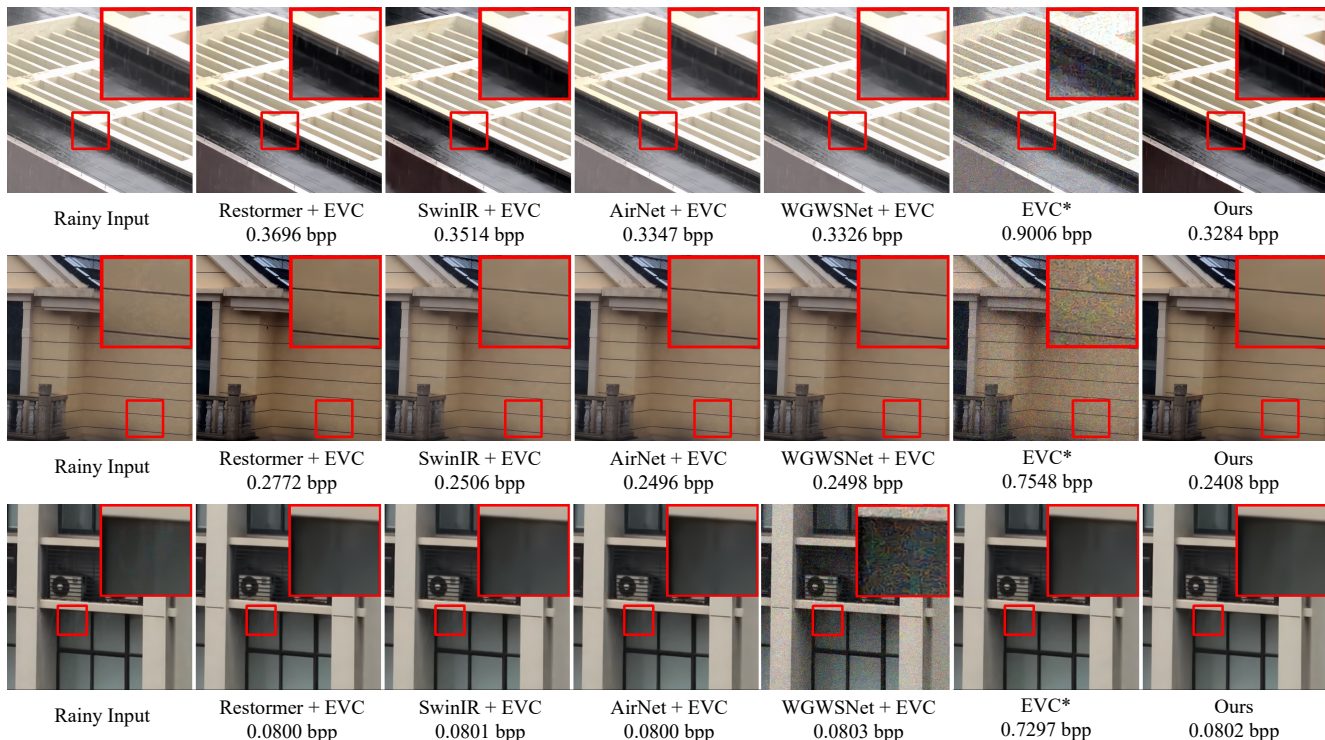 Rainy Input
Restormer + EVC
0.3696 bpp
SwinIR + EVC
0.3514 bpp
AirNet + EVC
0.3347 bpp
WGWSNet + EVC
0.3326 bpp
EVC*
0.9006 bpp
Ours
0.3284 bpp
Rainy Input
Restormer + EVC
0.2772 bpp
SwinIR + EVC
0.2506 bpp
AirNet + EVC
0.2496 bpp
WGWSNet + EVC
0.2498 bpp
EVC*
0.7548 bpp
Ours
0.2408 bpp
Rainy Input
Restormer + EVC
0.0800 bpp
SwinIR + EVC
0.0801 bpp
AirNet + EVC
0.0800 bpp
WGWSNet + EVC
0.0803 bpp
EVC*
0.7297 bpp
Ours
0.0802 bpp